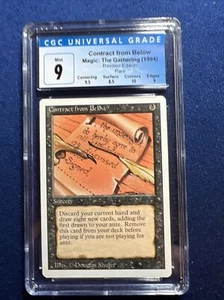 CGC UNIVERSAL GRADE
Mint
9
Contract from Below
Magic: The Gathering (1994)
Revised Edition
Rare
Centering Surface Corners Edges
9.5 8.5 10 9
Contract from Below
Signed
Sorcery
Discard your current hand and
draw eight new cards, adding the
first drawn to your ante. Remove
this card from your deck before
playing if you are not playing for
ante.
Illus. © Douglas Shuler